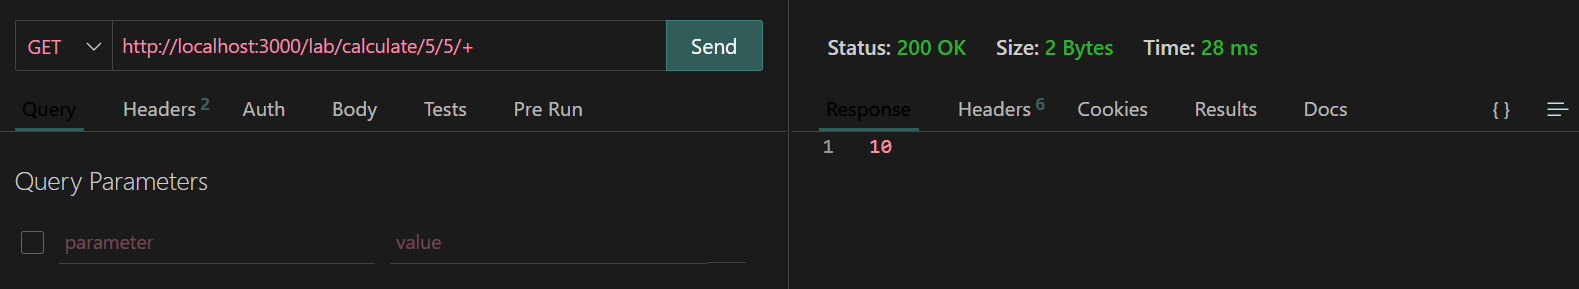 GET http://localhost:3000/lab/calculate/5/5/+ Send
Query Headers 2 Auth Body Tests Pre Run
Query Parameters
parameter value
Status: 200 OK Size: 2 Bytes Time: 28 ms
Response Headers 6 Cookies Results Docs { }
1 10